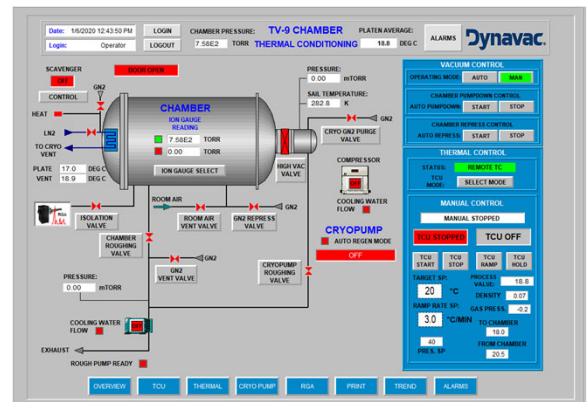 Date: 1/6/2020 12:43:50 PM
Login: Operator
LOGIN
LOGOUT
CHAMBER PRESSURE:
7.58E2 TORR
TV-9 CHAMBER
THERMAL CONDITIONING
PLATEN AVERAGE:
18.8 DEG C
ALARMS
Dynavac.
SCAVENGER
OFF
CONTROL
DOOR OPEN
GN2
HEAT
LN2
TO CRYO
VENT
PLATE 17.0 DEG C
VENT 18.9 DEG C
CHAMBER
ION GAUGE
READING
7.58E2 TORR
0.00 TORR
ION GAUGE SELECT
PRESSURE:
0.00 mTORR
SAIL TEMPERATURE:
282.8 K
GN2
CRYO GN2 PURGE
VALVE
HIGH VAC
VALVE
COMPRESSOR
OFF
COOLING WATER
FLOW
ISOLATION
VALVE
ROOM AIR
ROOM AIR
VENT VALVE
GN2 REPRESS
VALVE
GN2
CRYOPUMP
AUTO REGEN MODE
OFF
CHAMBER
ROUGHING
VALVE
GN2
GN2
VENT VALVE
CRYOPUMP
ROUGHING
VALVE
PRESSURE:
0.00 mTORR
COOLING WATER
FLOW
OFF
EXHAUST
ROUGH PUMP READY
VACUUM CONTROL
OPERATING MODE: AUTO MAN
CHAMBER PUMPDOWN CONTROL
AUTO PUMPDOWN: START STOP
CHAMBER REPRESS CONTROL
AUTO REPRESS: START STOP
THERMAL CONTROL
STATUS: REMOTE TC
TCU
MODE: SELECT MODE
MANUAL CONTROL
MANUAL STOPPED
TCU STOPPED TCU OFF
TCU START
TCU STOP
TCU RAMP
TCU HOLD
TARGET SP:
20 °C
RAMP RATE SP:
3.0 °C/MIN
40
PRES. SP
PROCESS
VALUE: 18.8
DENSITY 0.07
GAS PRESS. -0.2
TO CHAMBER
18.0
FROM CHAMBER
20.5
OVERVIEW TCU THERMAL CRYO PUMP RGA PRINT TREND ALARMS